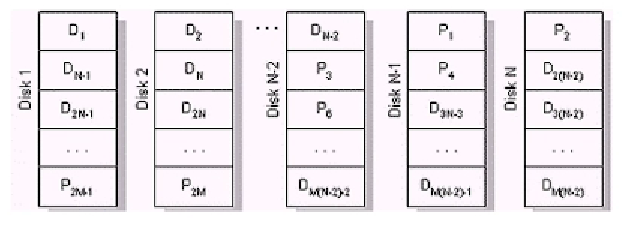 Disk 1
D1
DN-1
D2N-1
...
P2M-1
Disk 2
D2
DN
D2N
...
P2M
...
Disk N-2
DN-2
P3
P6
...
DM(N-2)-2
Disk N-1
P1
P4
D3N-3
...
DM(N-2)-1
Disk N
P2
D2(N-2)
D3(N-2)
...
DM(N-2)